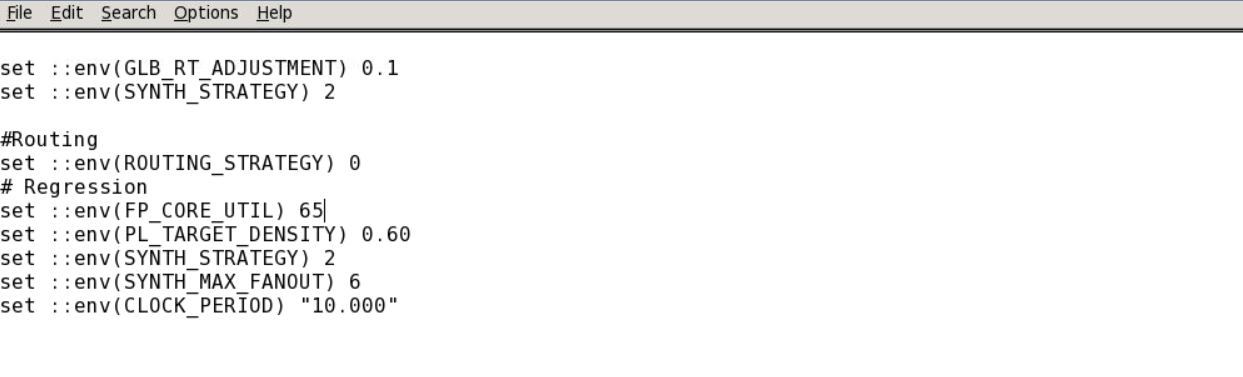 File Edit Search Options Help
set ::env(GLB_RT_ADJUSTMENT) 0.1
set ::env(SYNTH_STRATEGY) 2
#Routing
set ::env(ROUTING_STRATEGY) 0
# Regression
set ::env(FP_CORE_UTIL) 65
set ::env(PL_TARGET_DENSITY) 0.60
set ::env(SYNTH_STRATEGY) 2
set ::env(SYNTH_MAX_FANOUT) 6
set ::env(CLOCK_PERIOD) "10.000"